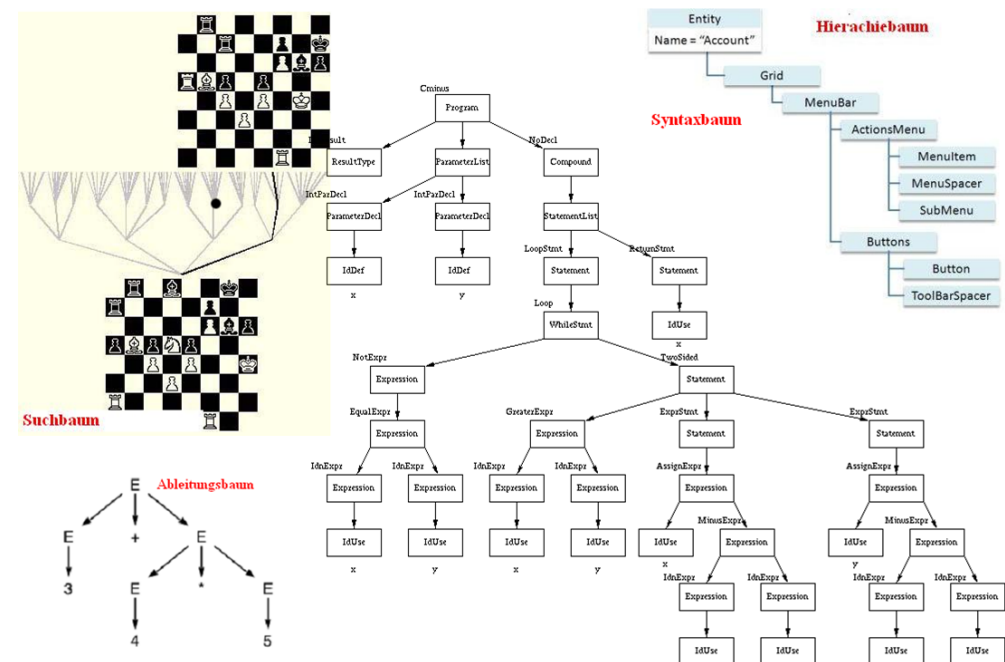 Entity
Name = “Account”
Hierachiebaum
Grid
MenuBar
ActionsMenu
MenuItem
MenuSpacer
SubMenu
Buttons
Button
ToolBarSpacer
Syntaxbaum
Cminus
Program
NoDecl
ResultType
ParameterList
Compound
IntParDecl
IntParDecl
ParameterDecl
ParameterDecl
StatementList
LoopStmt
ReturnStmt
IdDef
IdDef
Statement
Statement
x
y
Loop
WhileStmt
IdUse
x
NotExpr
TwoSided
Expression
Statement
EqualExpr
GreaterExpr
ExprStmt
ExprStmt
Expression
Expression
Statement
Statement
IdnExpr
IdnExpr
IdnExpr
IdnExpr
AssignExpr
AssignExpr
Expression
Expression
Expression
Expression
Expression
Expression
MinusExpr
MinusExpr
IdUse
IdUse
IdUse
IdUse
IdUse
Expression
IdUse
Expression
x
y
x
y
x
y
IdnExpr
IdnExpr
IdnExpr
IdnExpr
Expression
Expression
Expression
Expression
IdUse
IdUse
IdUse
IdUse
Suchbaum
Ableitungsbaum
E
E
+
E
3
E
*
E
4
5